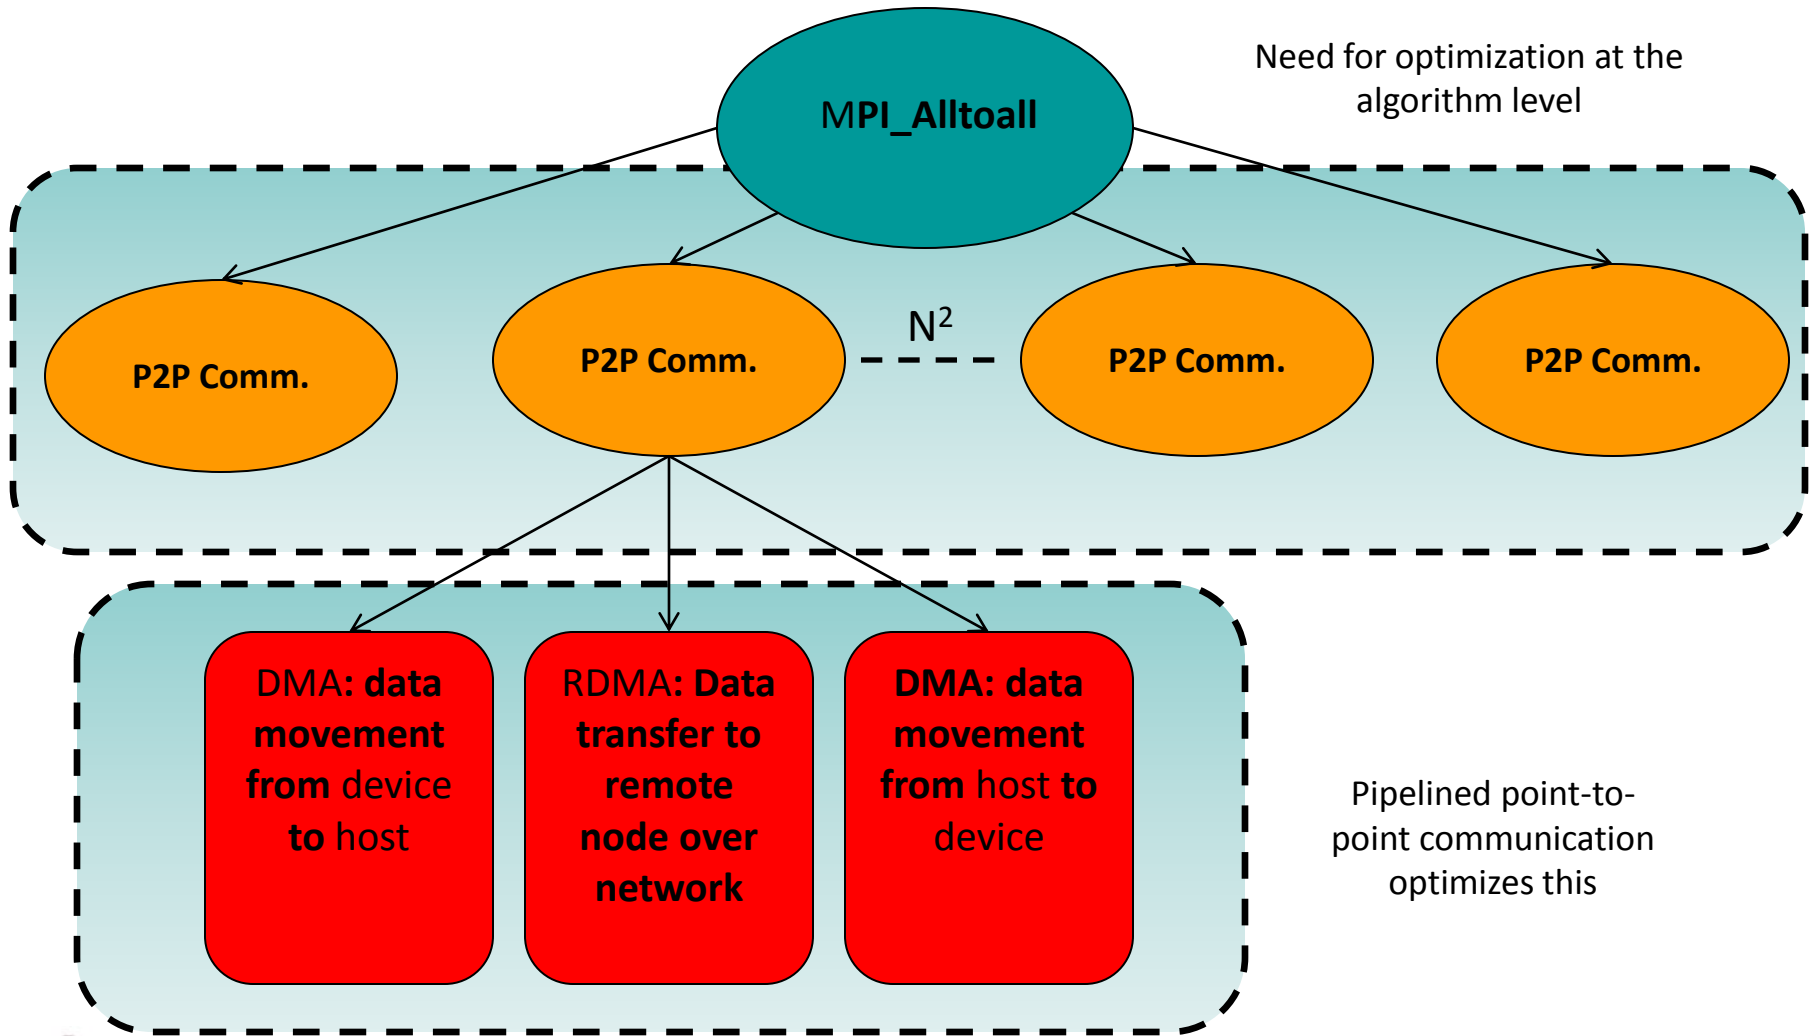 Need for optimization at the
algorithm level
MPI_Alltoall
N²
P2P Comm.
P2P Comm.
P2P Comm.
P2P Comm.
DMA: data
movement
from device
to host
RDMA: Data
transfer to
remote
node over
network
DMA: data
movement
from host to
device
Pipelined point-to-
point communication
optimizes this